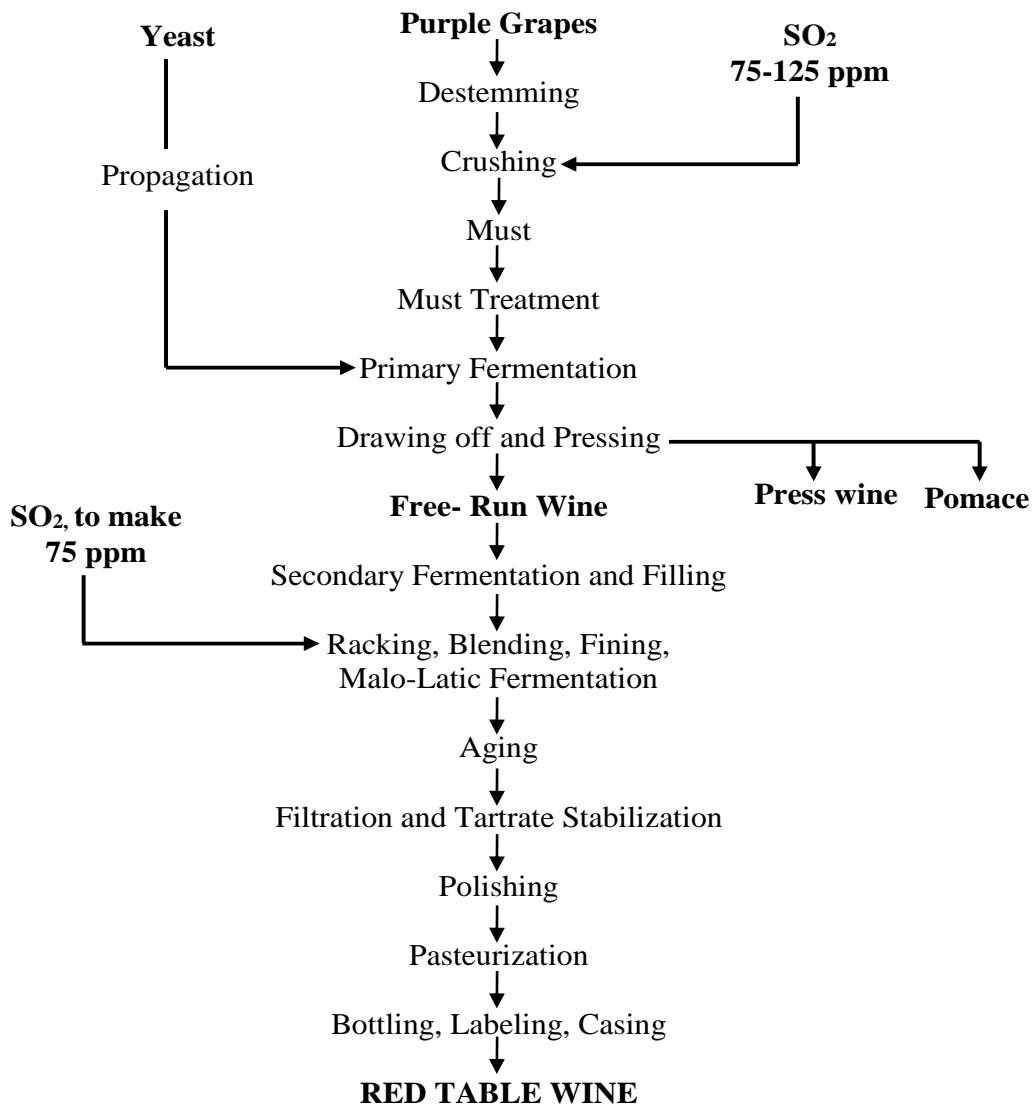 Yeast
Purple Grapes
SO₂
75-125 ppm
Destemming
Propagation
Crushing
Must
Must Treatment
Primary Fermentation
Drawing off and Pressing
Press wine
Pomace
Free- Run Wine
SO₂, to make
75 ppm
Secondary Fermentation and Filling
Racking, Blending, Fining,
Malo-Latic Fermentation
Aging
Filtration and Tartrate Stabilization
Polishing
Pasteurization
Bottling, Labeling, Casing
RED TABLE WINE